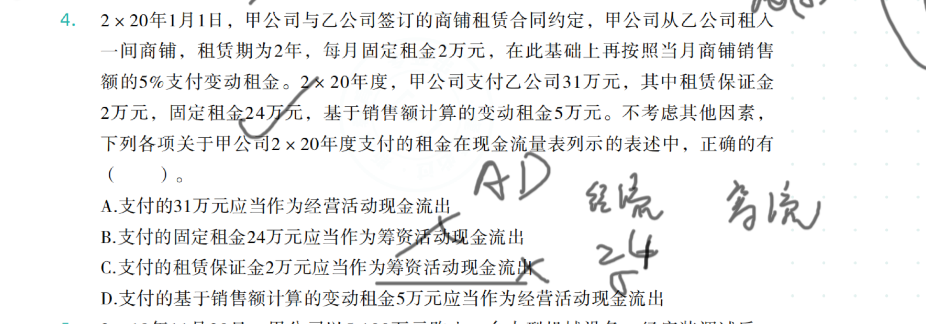 4. 2×20年1月1日，甲公司与乙公司签订的商铺租赁合同约定，甲公司从乙公司租入
一间商铺，租赁期为2年，每月固定租金2万元，在此基础上再按照当月商铺销售
额的5%支付变动租金。2×20年度，甲公司支付乙公司31万元，其中租赁保证金
2万元，固定租金24万元，基于销售额计算的变动租金5万元。不考虑其他因素，
下列各项关于甲公司2×20年度支付的租金在现金流量表列示的表述中，正确的有
（　　）。
AD
经流 筹流
A.支付的31万元应当作为经营活动现金流出
B.支付的固定租金24万元应当作为筹资活动现金流出
24
C.支付的租赁保证金2万元应当作为筹资活动现金流出
5
D.支付的基于销售额计算的变动租金5万元应当作为经营活动现金流出